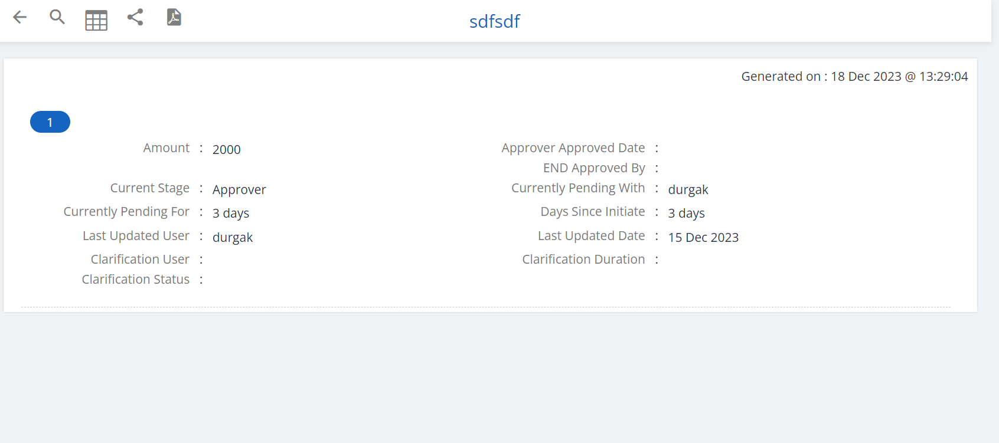 sdfsdf
Generated on : 18 Dec 2023 @ 13:29:04
1
Amount : 2000
Approver Approved Date :
END Approved By :
Current Stage : Approver
Currently Pending With : durgak
Currently Pending For : 3 days
Days Since Initiate : 3 days
Last Updated User : durgak
Last Updated Date : 15 Dec 2023
Clarification User :
Clarification Duration :
Clarification Status :